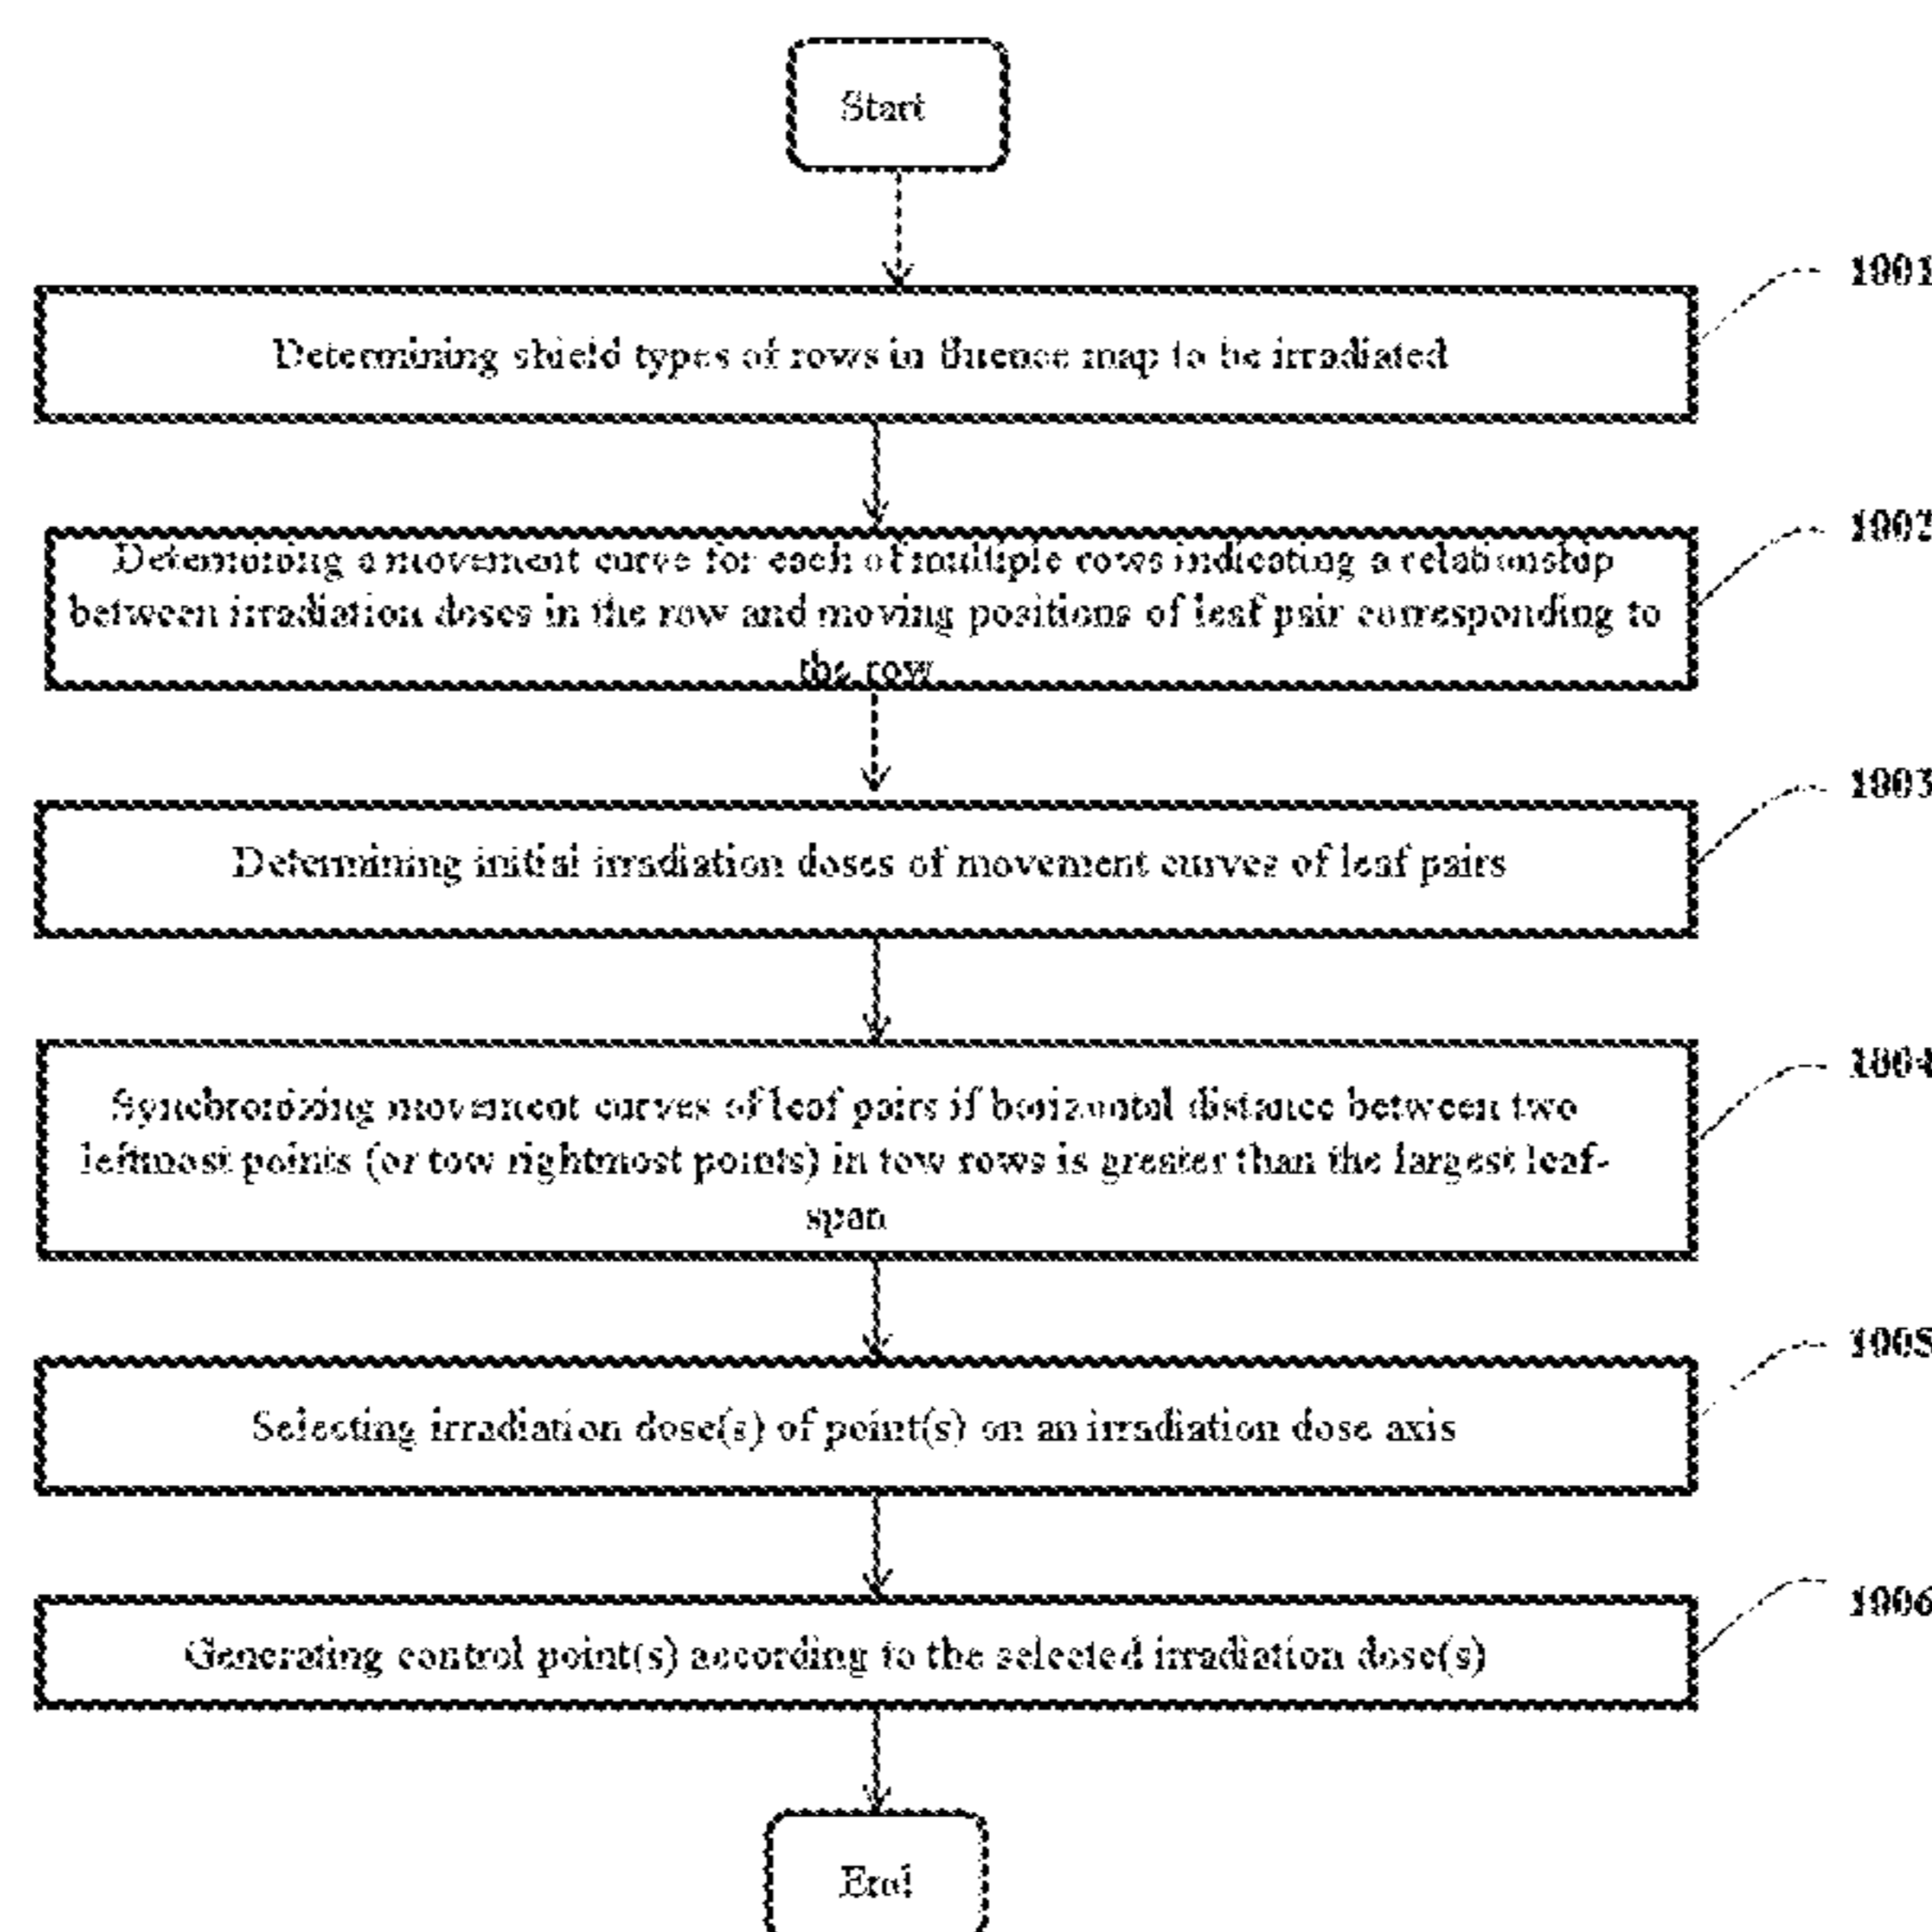 Start
1001
Determining shield types of rows in fluence map to be irradiated
1002
Determining a movement curve for each of multiple rows indicating a relationship
between irradiation doses in the row and moving positions of leaf pair corresponding to
the row
1003
Determining initial irradiation doses of movement curves of leaf pairs
1004
Synchronizing movement curves of leaf pairs if horizontal distance between two
leftmost points (or tow rightmost points) in tow rows is greater than the largest leaf-
span
1005
Selecting irradiation dose(s) of point(s) on an irradiation dose axis
1006
Generating control point(s) according to the selected irradiation dose(s)
End